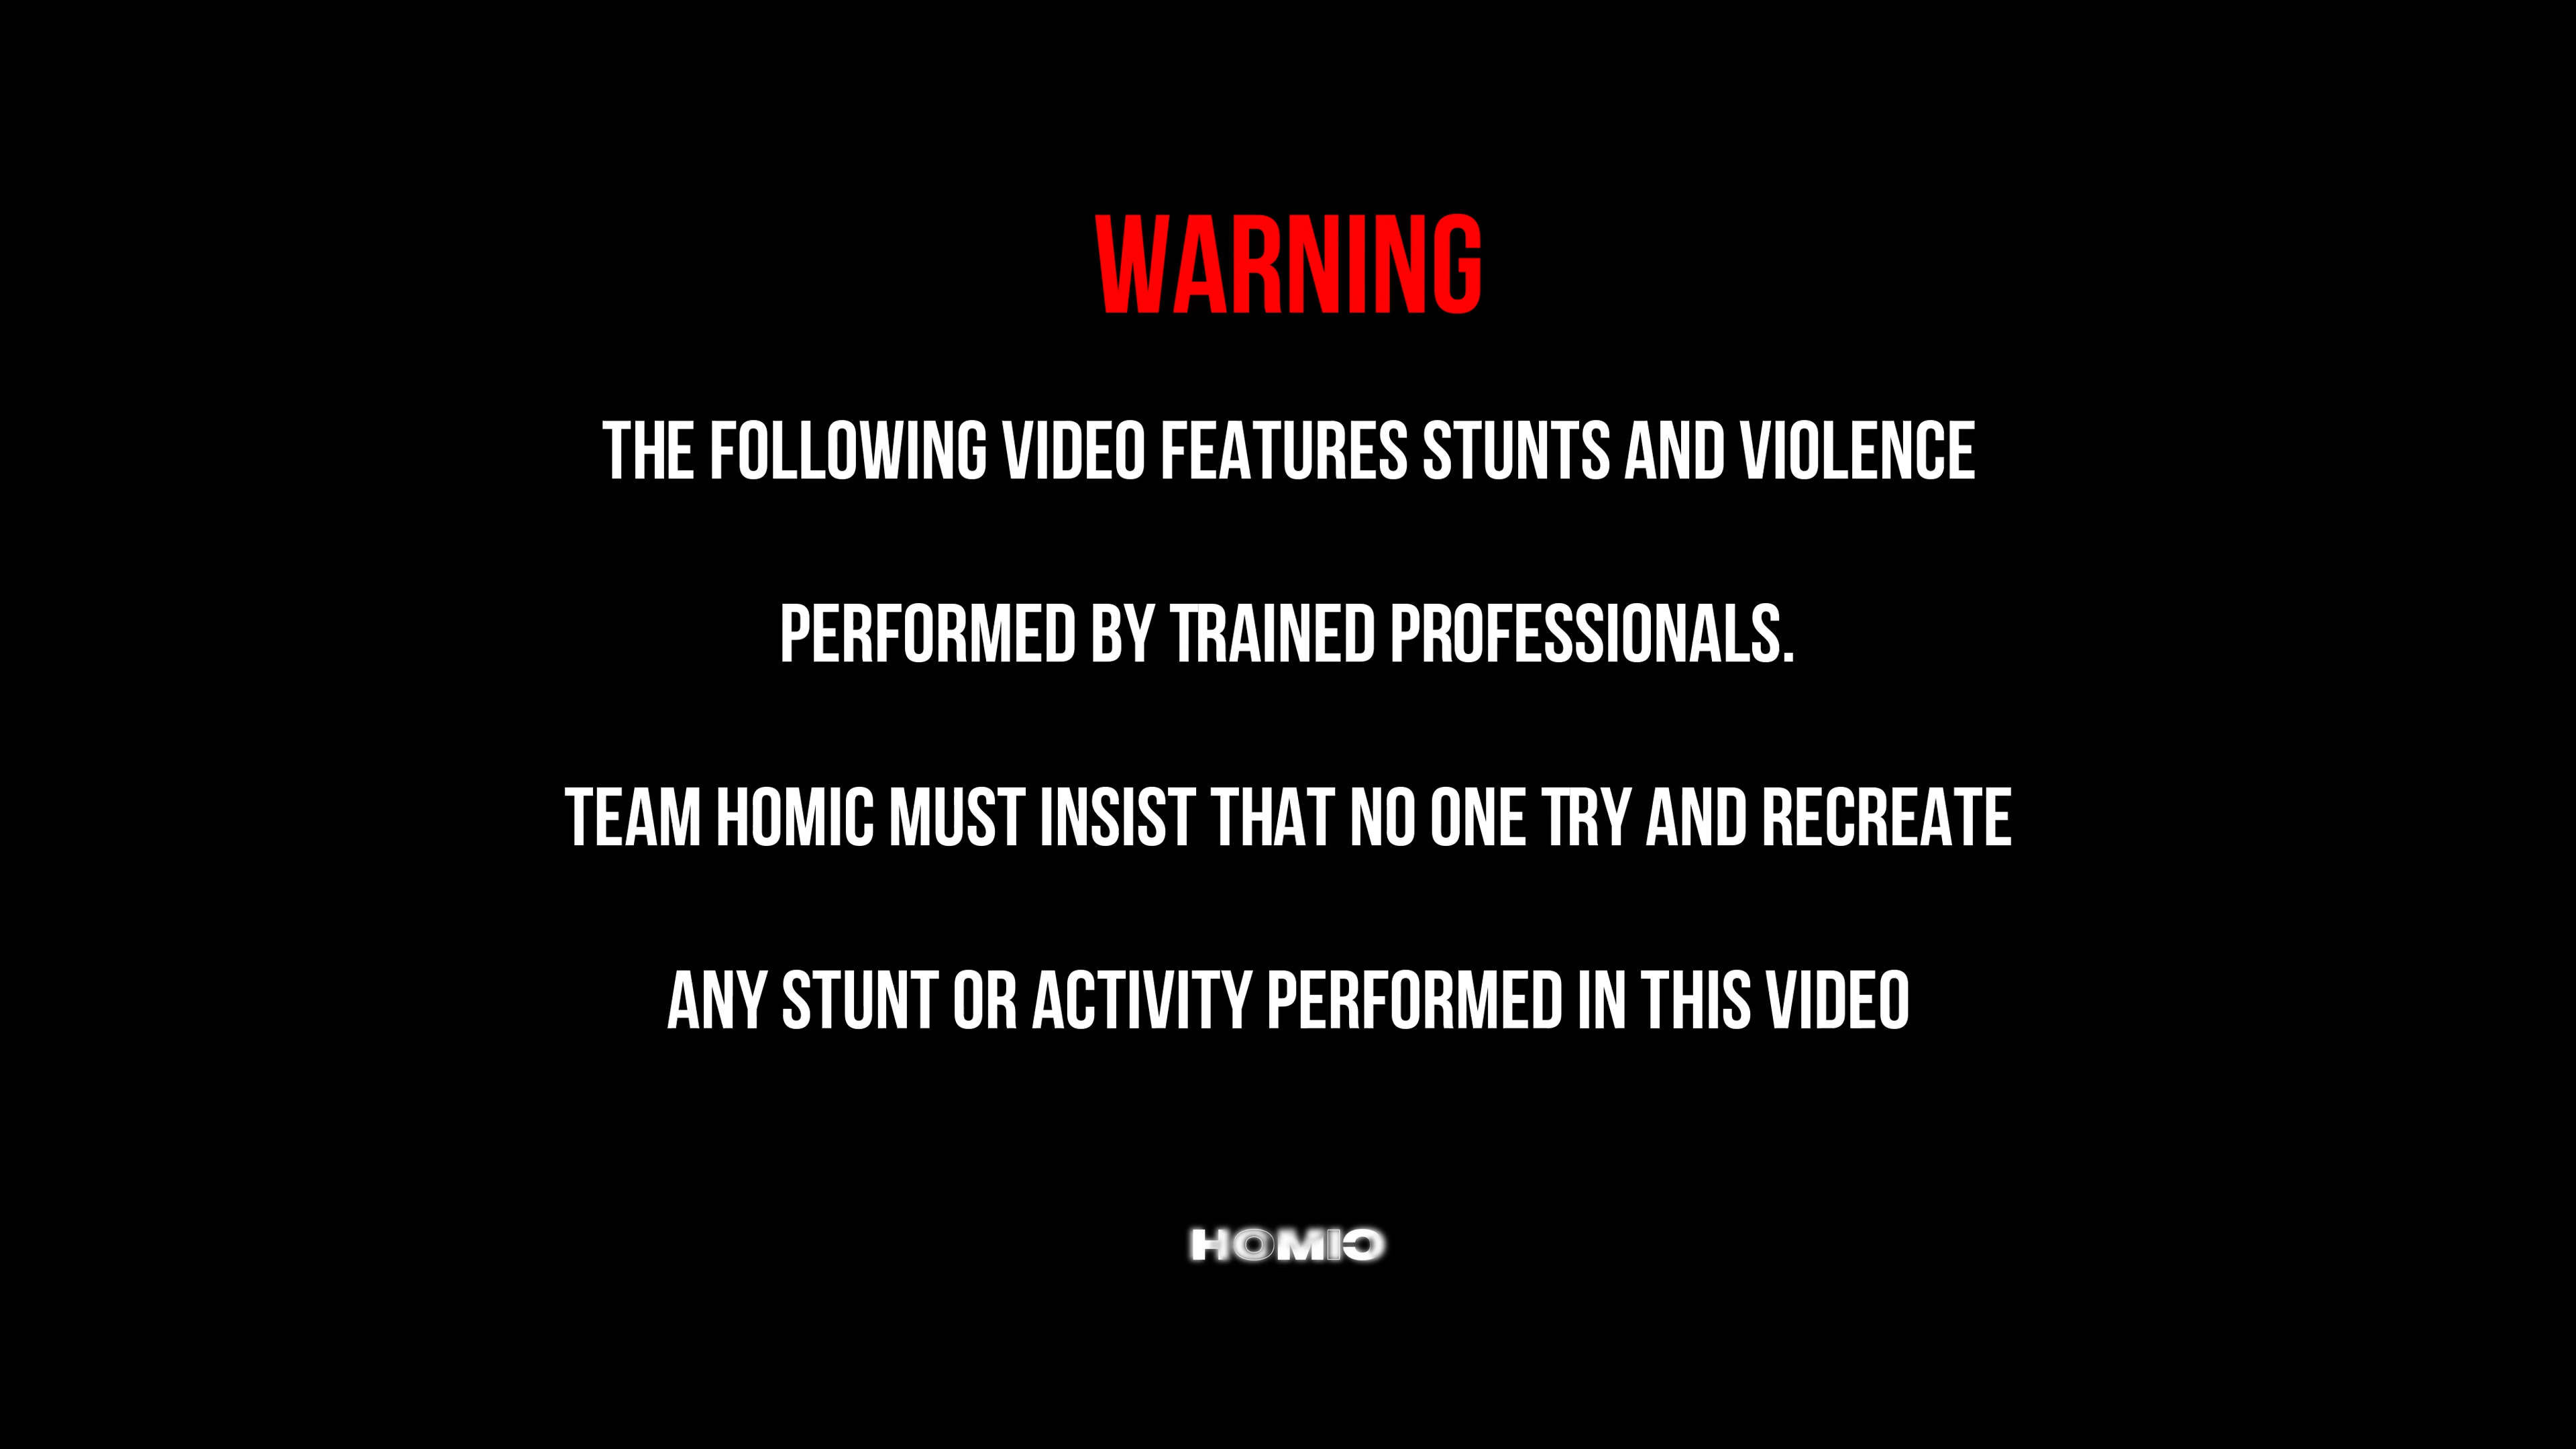 WARNING
THE FOLLOWING VIDEO FEATURES STUNTS AND VIOLENCE
PERFORMED BY TRAINED PROFESSIONALS.
TEAM HOMIC MUST INSIST THAT NO ONE TRY AND RECREATE
ANY STUNT OR ACTIVITY PERFORMED IN THIS VIDEO
HOMIC